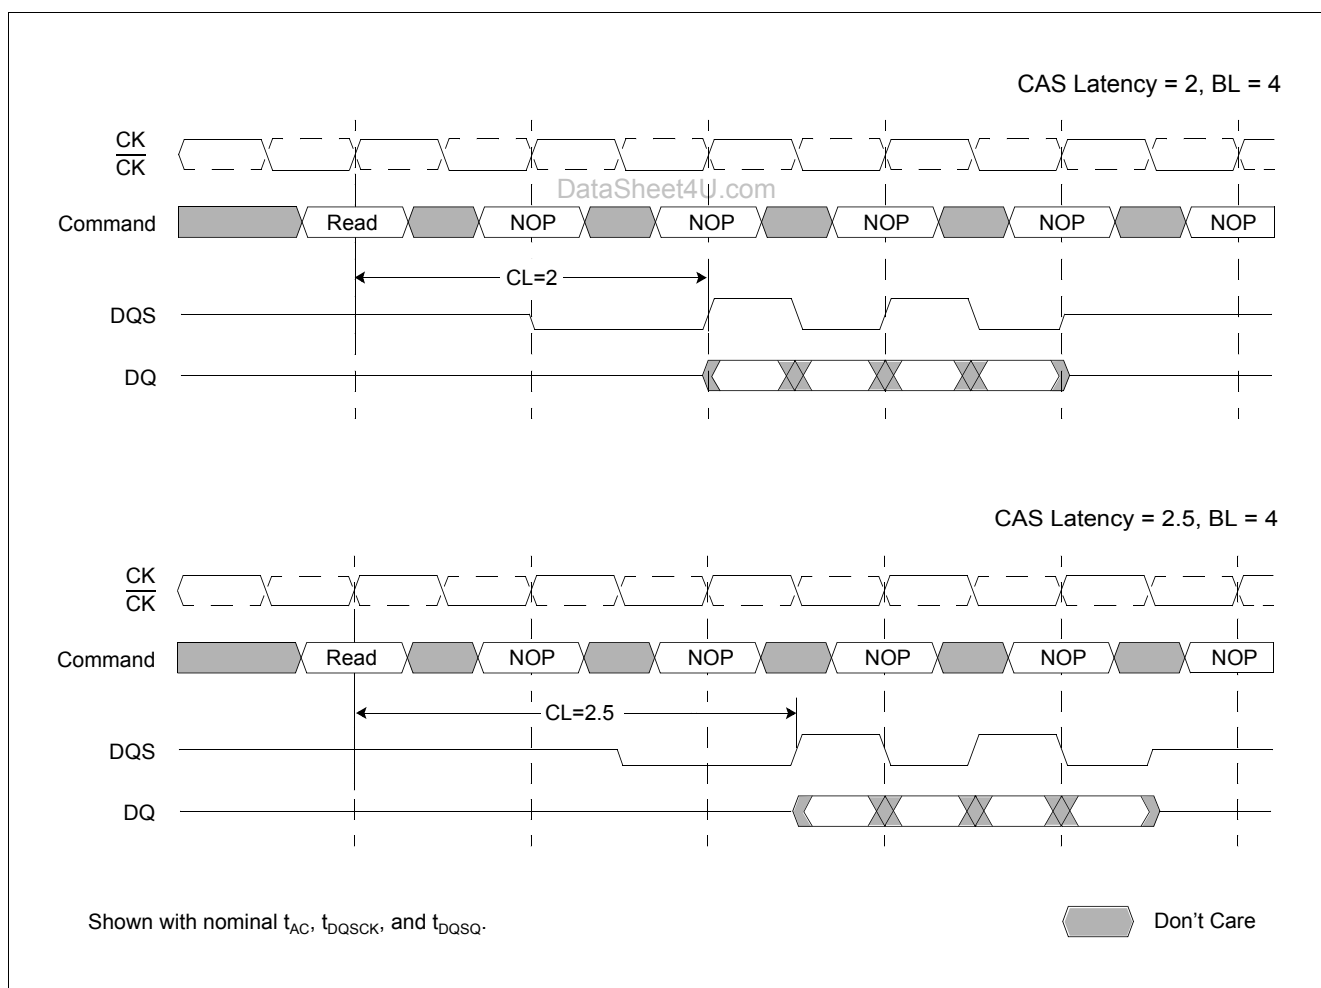 CAS Latency = 2, BL = 4
CK
CK
DataSheet4U.com
Command Read NOP NOP NOP NOP NOP
CL=2
DQS
DQ
CAS Latency = 2.5, BL = 4
CK
CK
Command Read NOP NOP NOP NOP NOP
CL=2.5
DQS
DQ
Shown with nominal tAC, tDQSCK, and tDQSQ.
Don't Care